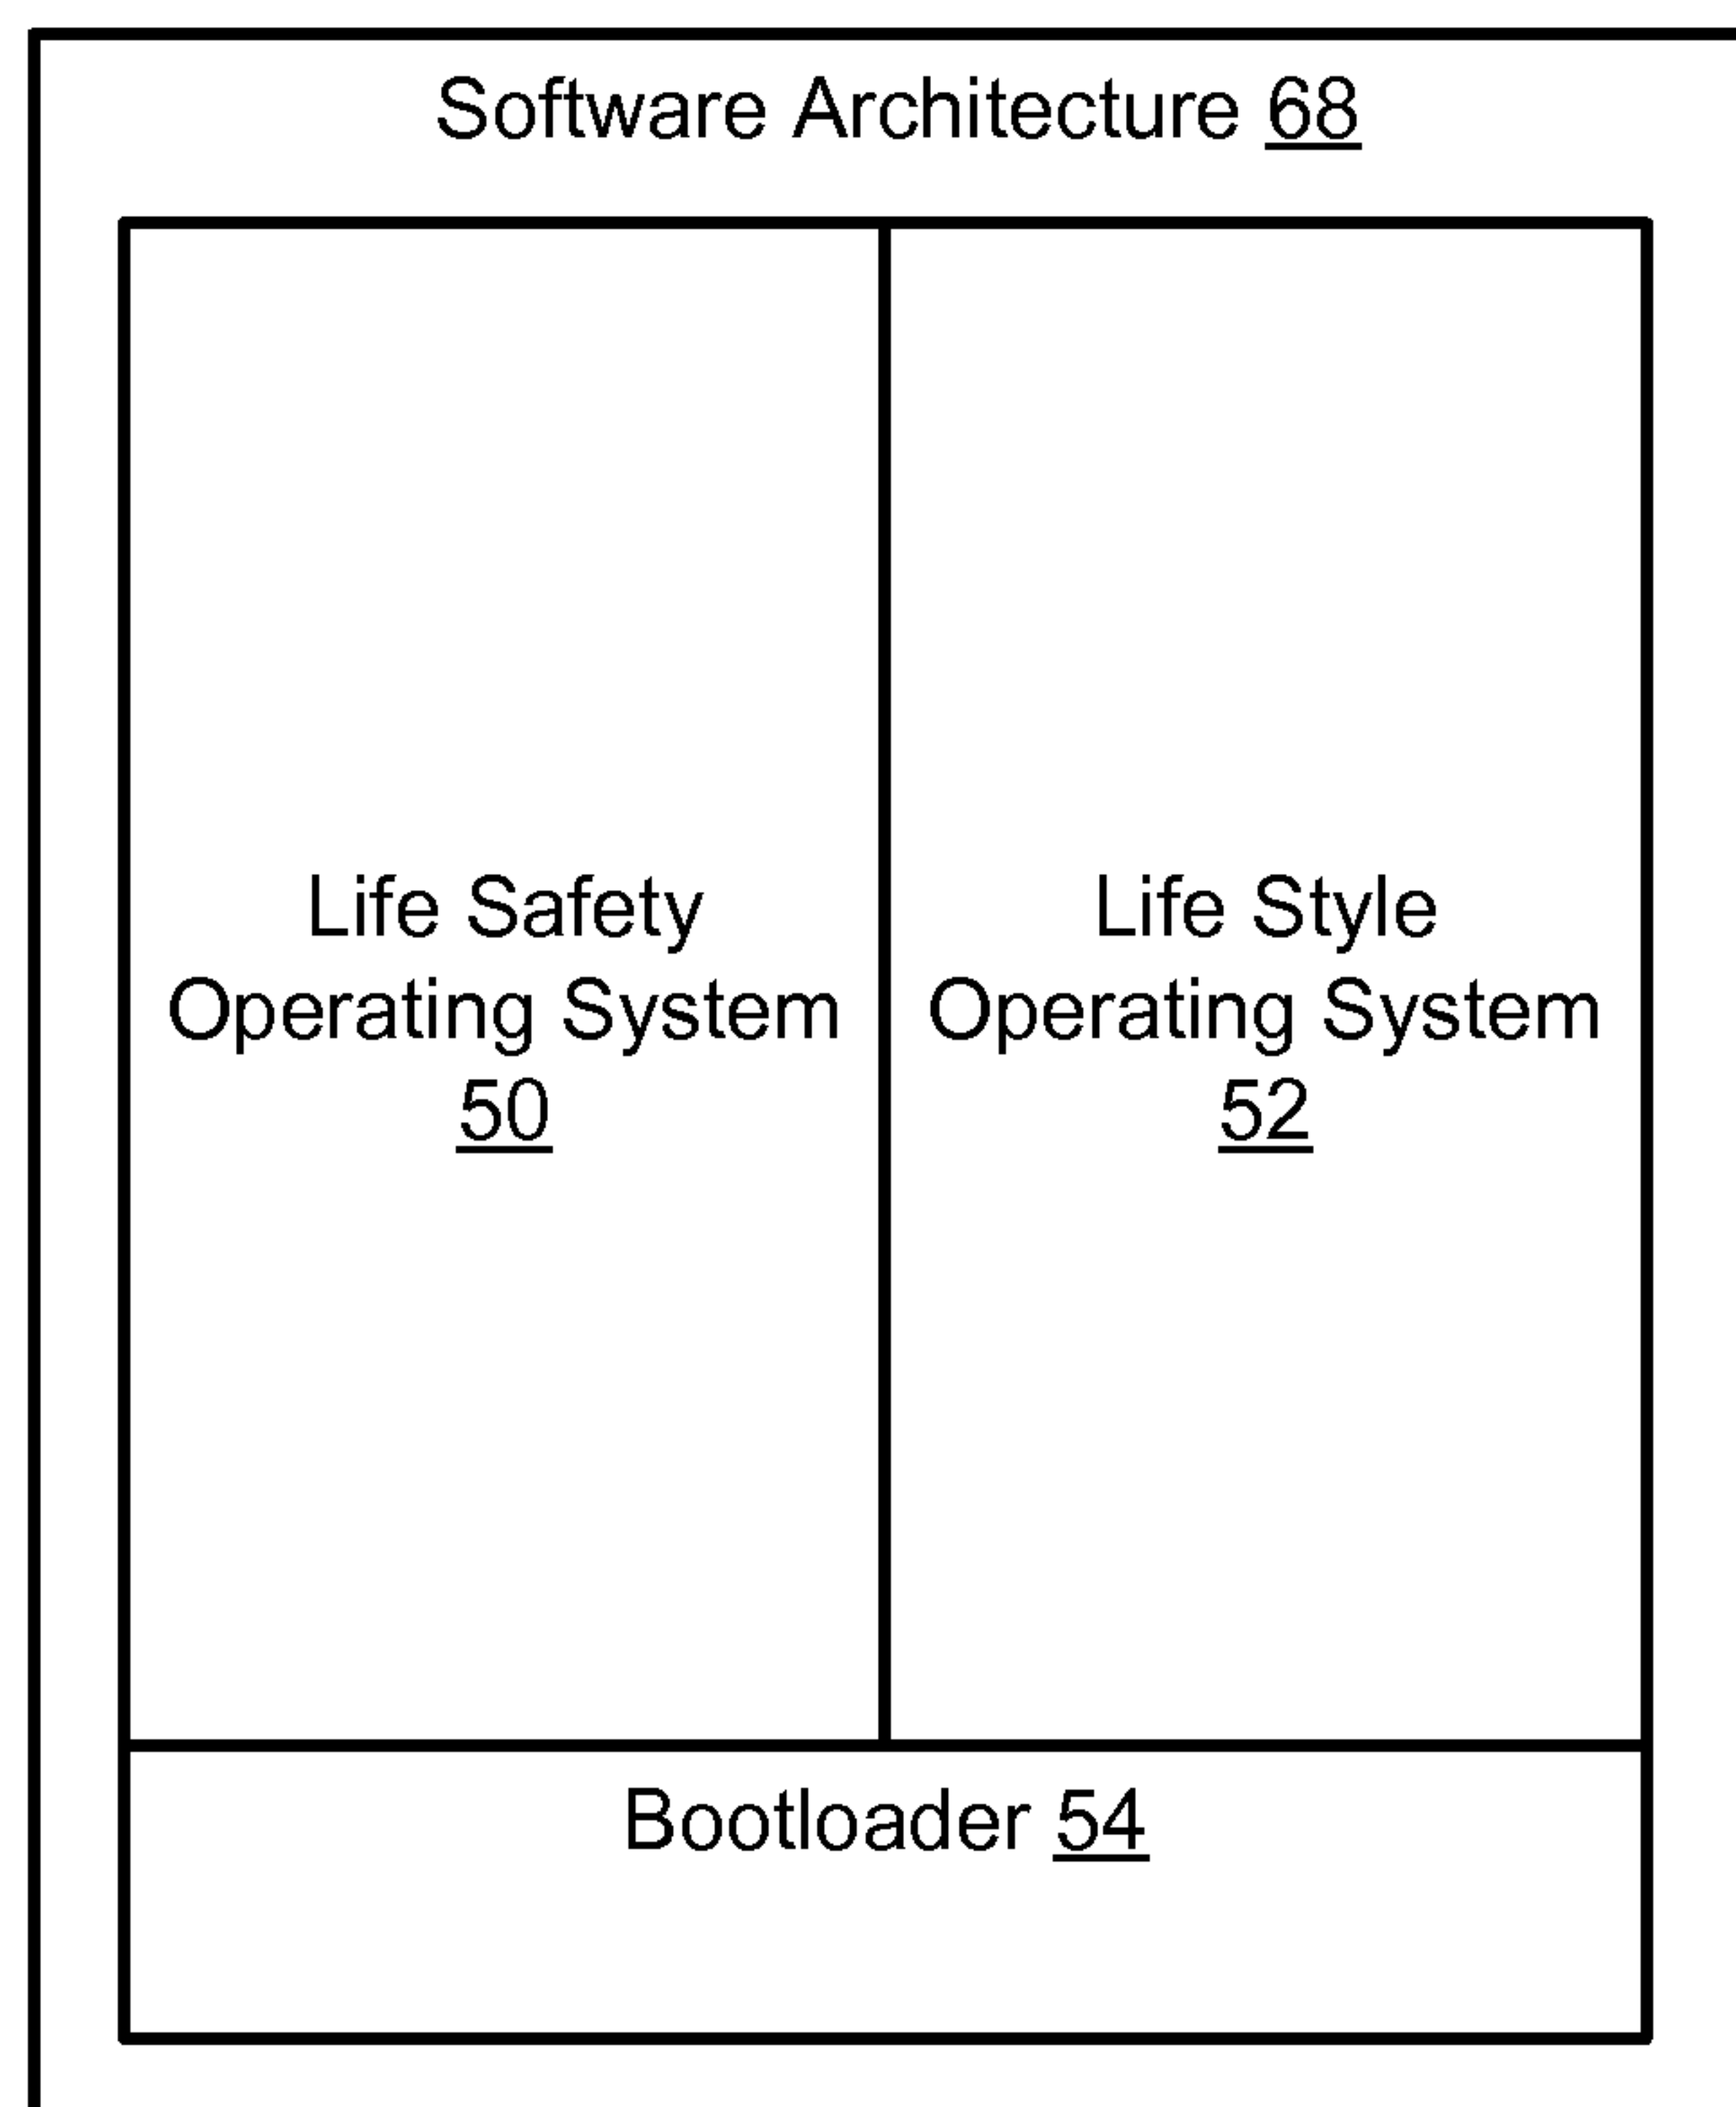 Software Architecture 68
Life Safety
Operating System
50
Life Style
Operating System
52
Bootloader 54